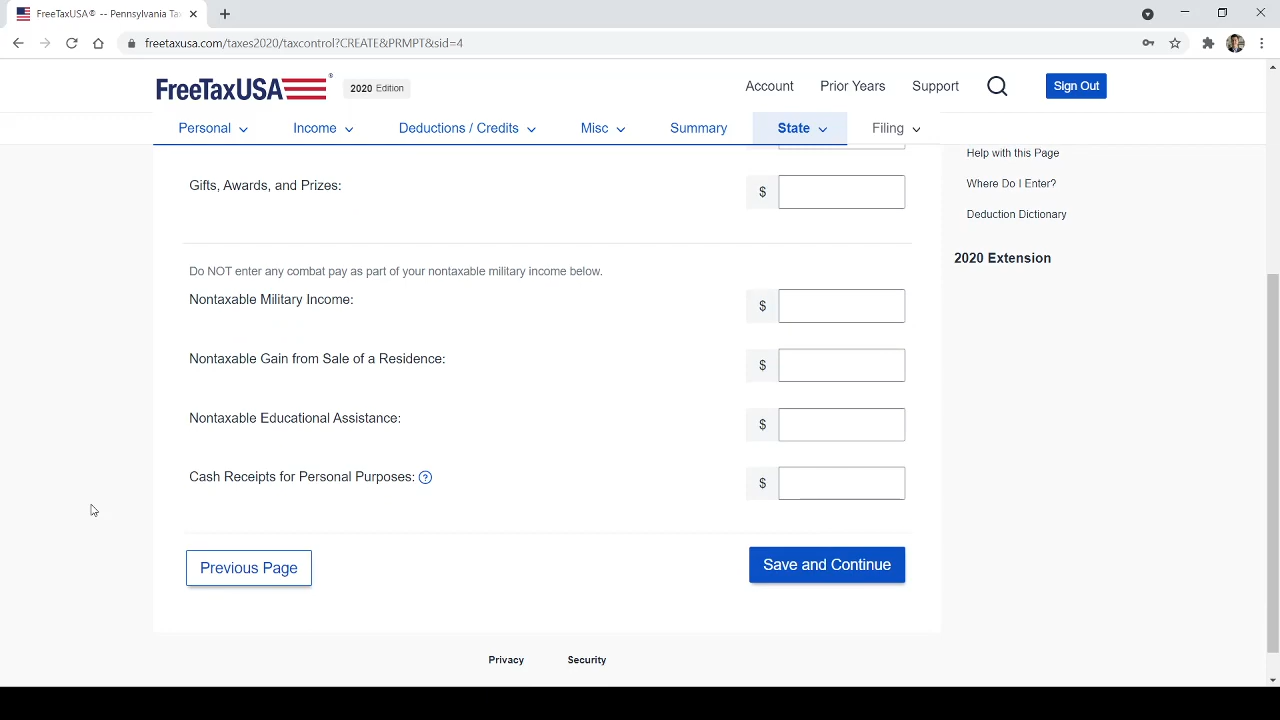 FreeTaxUSA® -- Pennsylvania Ta
freetaxusa.com/taxes2020/taxcontrol?CREATE&PRMPT&sid=4
FreeTaxUSA®
2020 Edition
Account
Prior Years
Support
Sign Out
Personal
Income
Deductions / Credits
Misc
Summary
State
Filing
Help with this Page
Where Do I Enter?
Deduction Dictionary
2020 Extension
Gifts, Awards, and Prizes:
$
Do NOT enter any combat pay as part of your nontaxable military income below.
Nontaxable Military Income:
$
Nontaxable Gain from Sale of a Residence:
$
Nontaxable Educational Assistance:
$
Cash Receipts for Personal Purposes: ?
$
Previous Page
Save and Continue
Privacy
Security